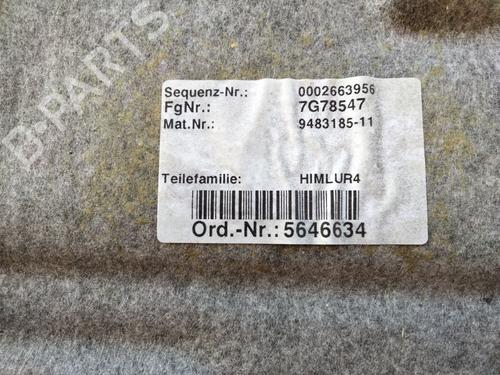 B-PARTS
Sequenz-Nr.: 0002663956
FgNr.: 7G78547
Mat.Nr.: 9483185-11
Teilefamilie: HIMLUR4
Ord.-Nr.: 5646634